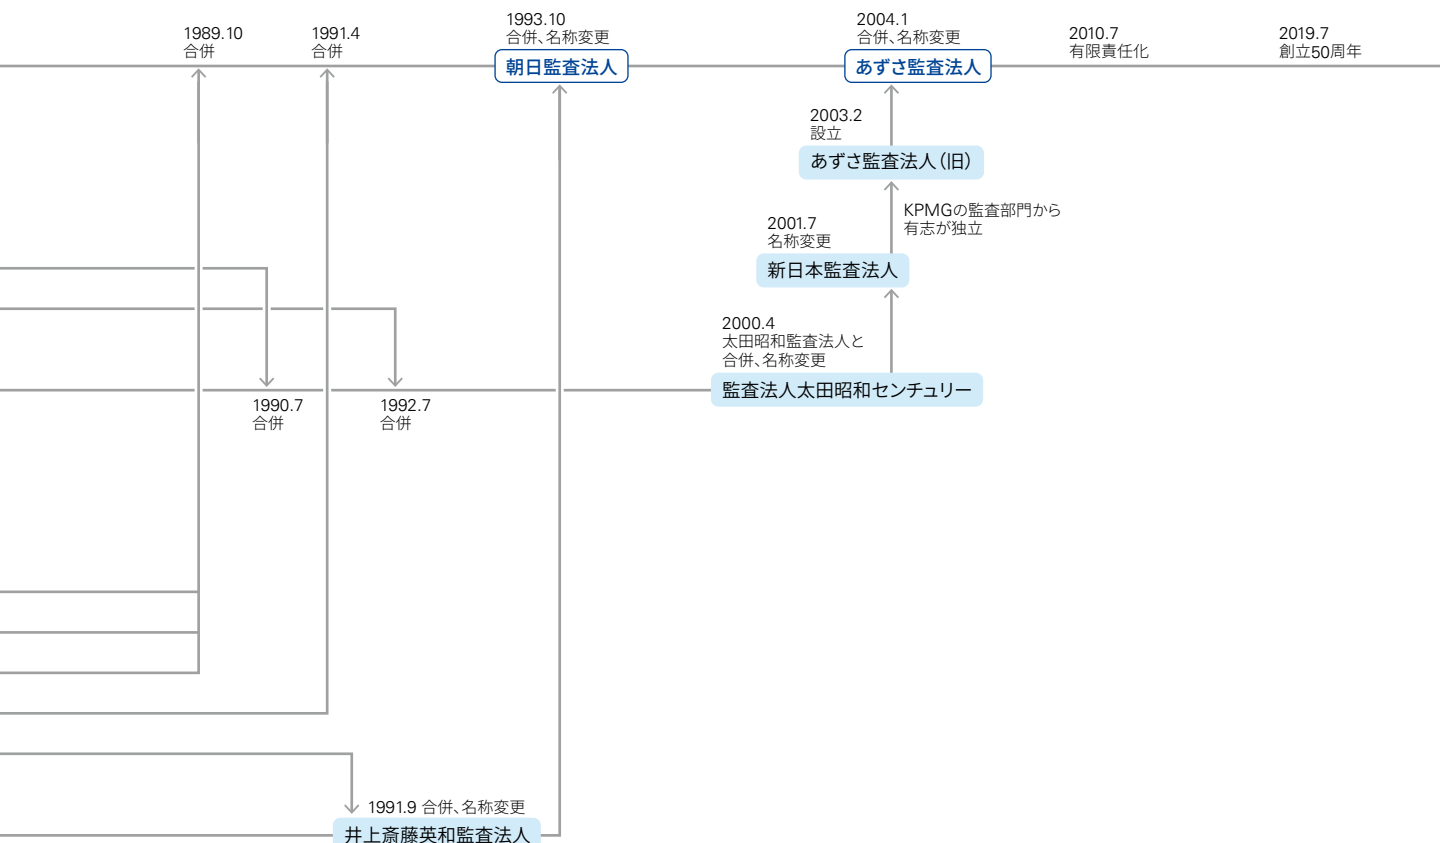 1989.10
合併
1991.4
合併
1993.10
合併、名称変更
朝日監査法人
2004.1
合併、名称変更
あずさ監査法人
2010.7
有限責任化
2019.7
創立50周年
2003.2
設立
あずさ監査法人（旧）
KPMGの監査部門から
有志が独立
2001.7
名称変更
新日本監査法人
2000.4
太田昭和監査法人と
合併、名称変更
監査法人太田昭和センチュリー
1990.7
合併
1992.7
合併
1991.9 合併、名称変更
井上斎藤英和監査法人